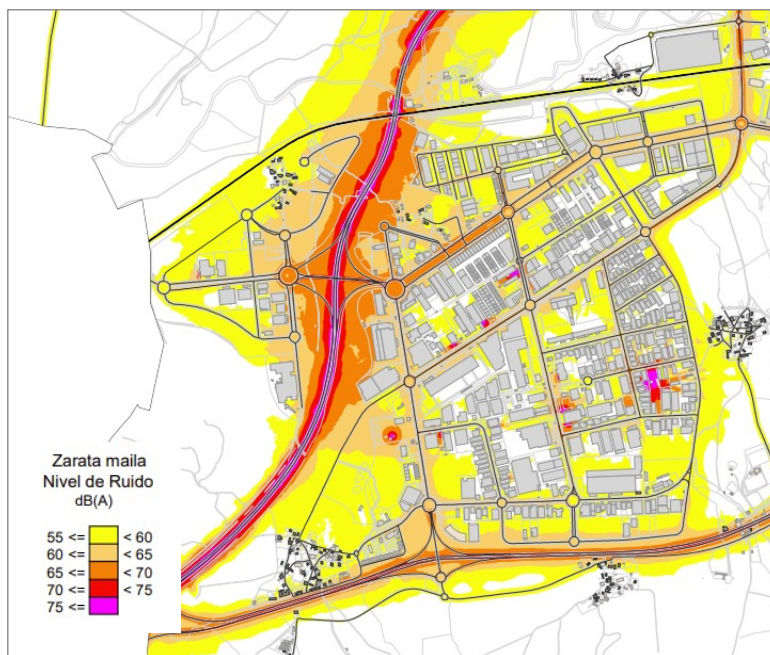 Zarata maila
Nivel de Ruido
dB(A)
55 <= < 60
60 <= < 65
65 <= < 70
70 <= < 75
75 <=